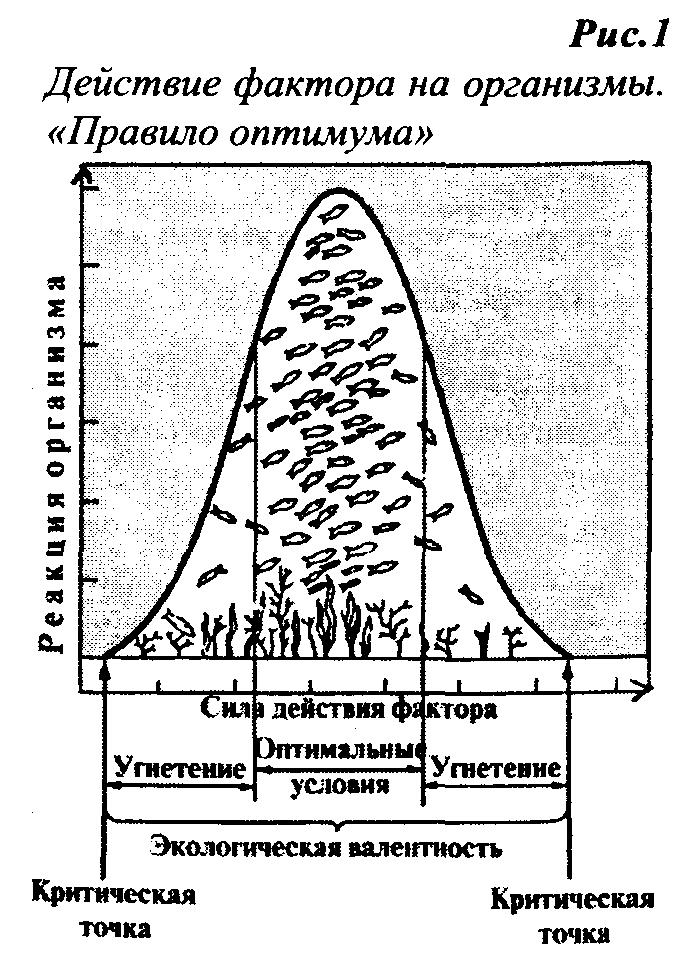 Рис.1
Действие фактора на организмы.
«Правило оптимума»
Реакция организма
Сила действия фактора
Угнетение
Оптимальные
условия
Угнетение
Экологическая валентность
Критическая
точка
Критическая
точка